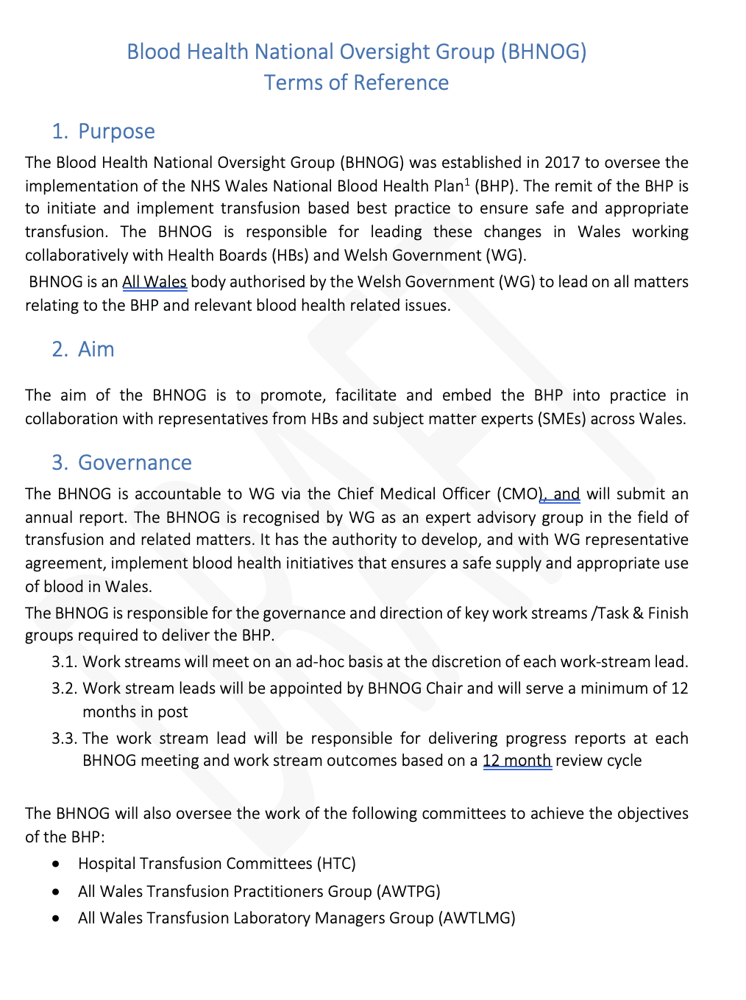 Blood Health National Oversight Group (BHNOG)
Terms of Reference
1. Purpose
The Blood Health National Oversight Group (BHNOG) was established in 2017 to oversee the
implementation of the NHS Wales National Blood Health Plan¹ (BHP). The remit of the BHP is
to initiate and implement transfusion based best practice to ensure safe and appropriate
transfusion. The BHNOG is responsible for leading these changes in Wales working
collaboratively with Health Boards (HBs) and Welsh Government (WG).
BHNOG is an All Wales body authorised by the Welsh Government (WG) to lead on all matters
relating to the BHP and relevant blood health related issues.
2. Aim
The aim of the BHNOG is to promote, facilitate and embed the BHP into practice in
collaboration with representatives from HBs and subject matter experts (SMEs) across Wales.
3. Governance
The BHNOG is accountable to WG via the Chief Medical Officer (CMO), and will submit an
annual report. The BHNOG is recognised by WG as an expert advisory group in the field of
transfusion and related matters. It has the authority to develop, and with WG representative
agreement, implement blood health initiatives that ensures a safe supply and appropriate use
of blood in Wales.
The BHNOG is responsible for the governance and direction of key work streams /Task & Finish
groups required to deliver the BHP.
3.1. Work streams will meet on an ad-hoc basis at the discretion of each work-stream lead.
3.2. Work stream leads will be appointed by BHNOG Chair and will serve a minimum of 12
months in post
3.3. The work stream lead will be responsible for delivering progress reports at each
BHNOG meeting and work stream outcomes based on a 12 month review cycle
The BHNOG will also oversee the work of the following committees to achieve the objectives
of the BHP:
• Hospital Transfusion Committees (HTC)
• All Wales Transfusion Practitioners Group (AWTPG)
• All Wales Transfusion Laboratory Managers Group (AWTLMG)
DRAFT